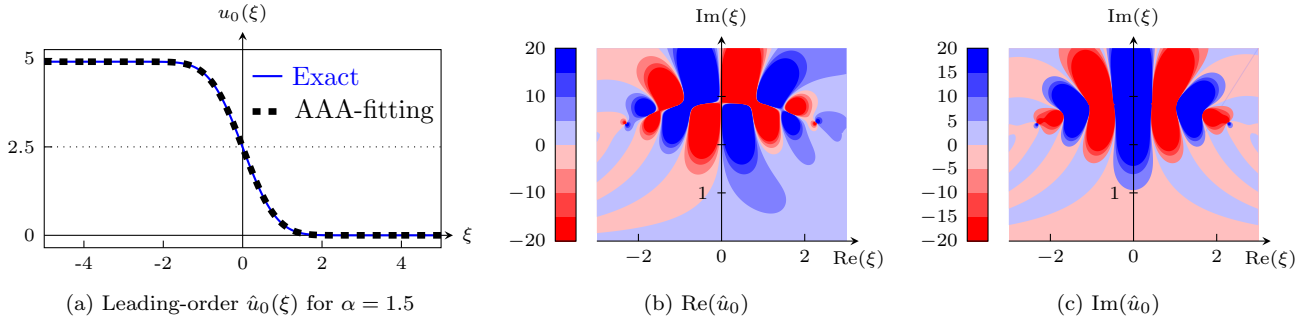 u₀(ξ)
5
2.5
0
-4
-2
0
2
4
ξ
Exact
AAA-fitting
(a) Leading-order û₀(ξ) for α = 1.5
Im(ξ)
20
10
0
−10
−20
1
−2
0
2
Re(ξ)
(b) Re(û₀)
Im(ξ)
20
15
10
5
0
−5
−10
−15
−20
1
−2
0
2
Re(ξ)
(c) Im(û₀)